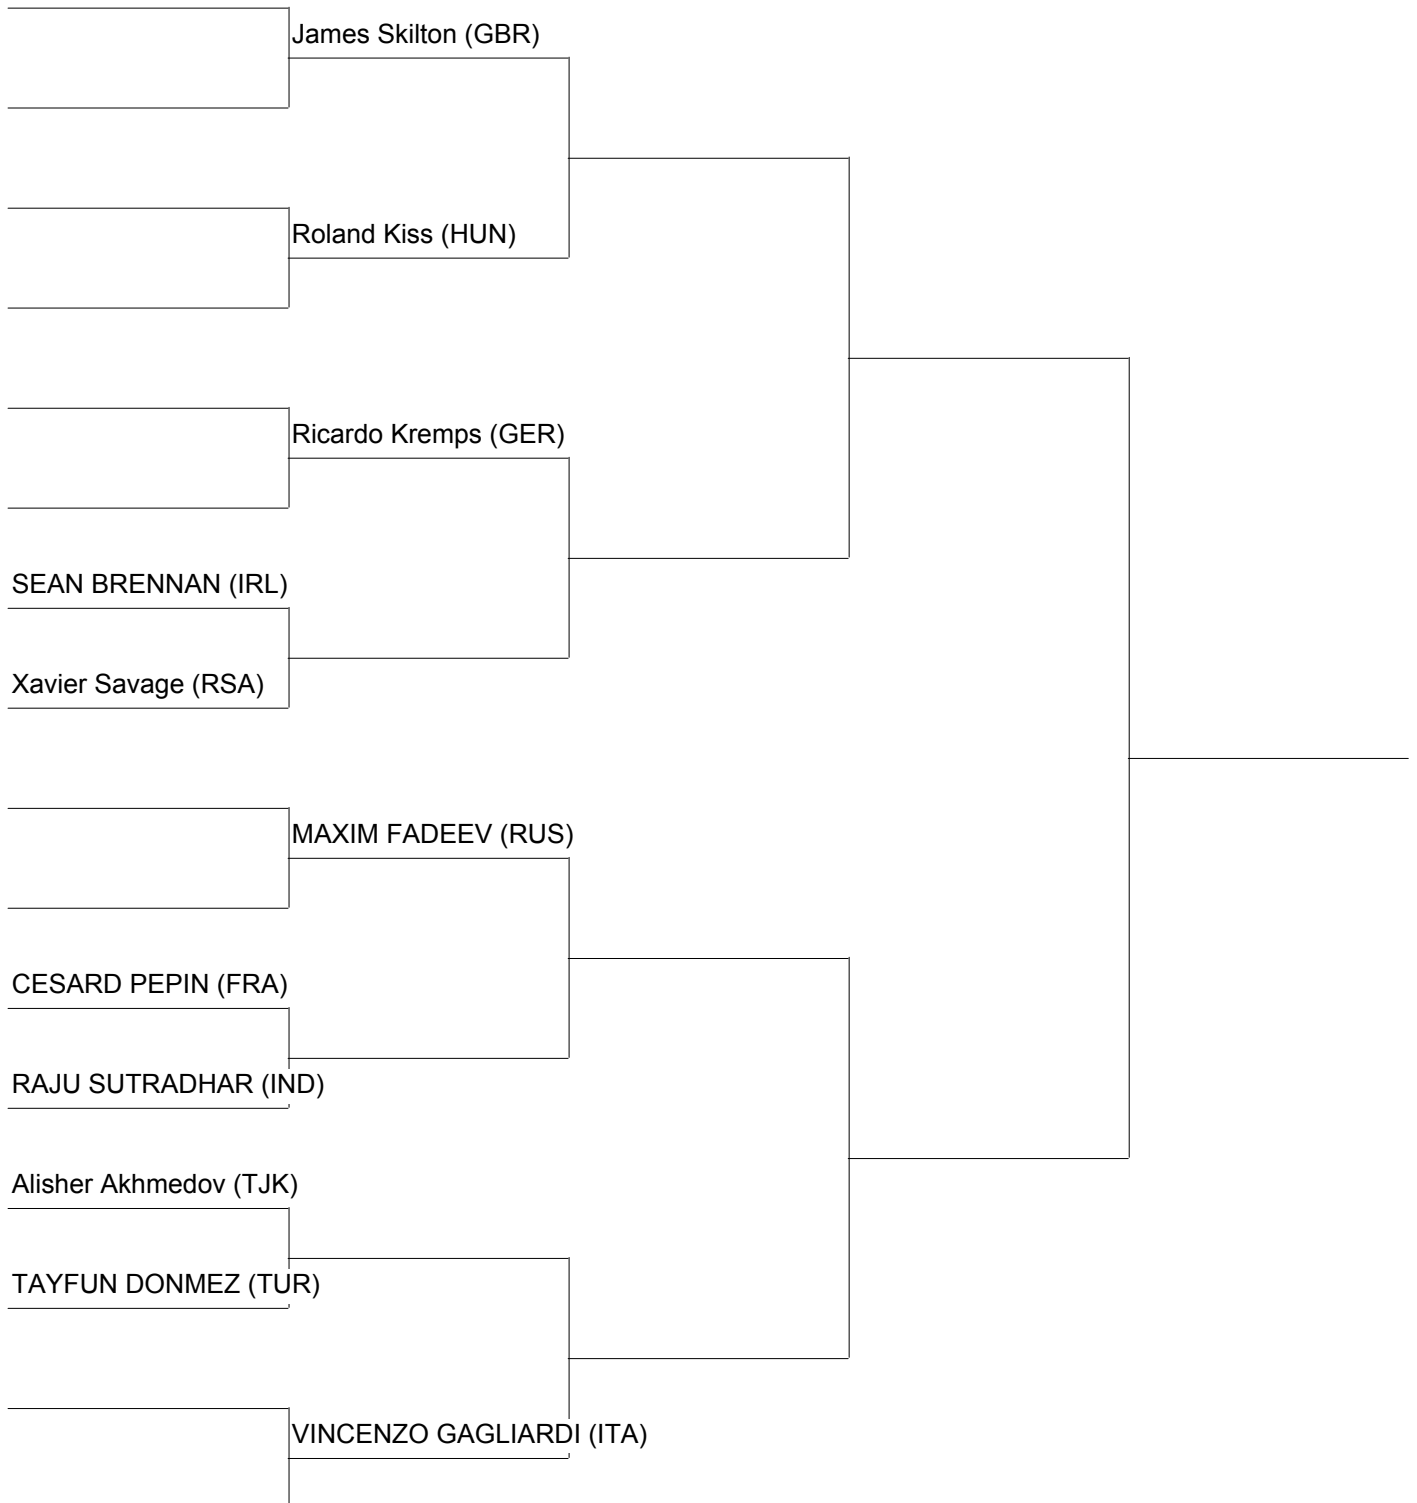 James Skilton (GBR)
Roland Kiss (HUN)
Ricardo Kremps (GER)
SEAN BRENNAN (IRL)
Xavier Savage (RSA)
MAXIM FADEEV (RUS)
CESARD PEPIN (FRA)
RAJU SUTRADHAR (IND)
Alisher Akhmedov (TJK)
TAYFUN DONMEZ (TUR)
VINCENZO GAGLIARDI (ITA)